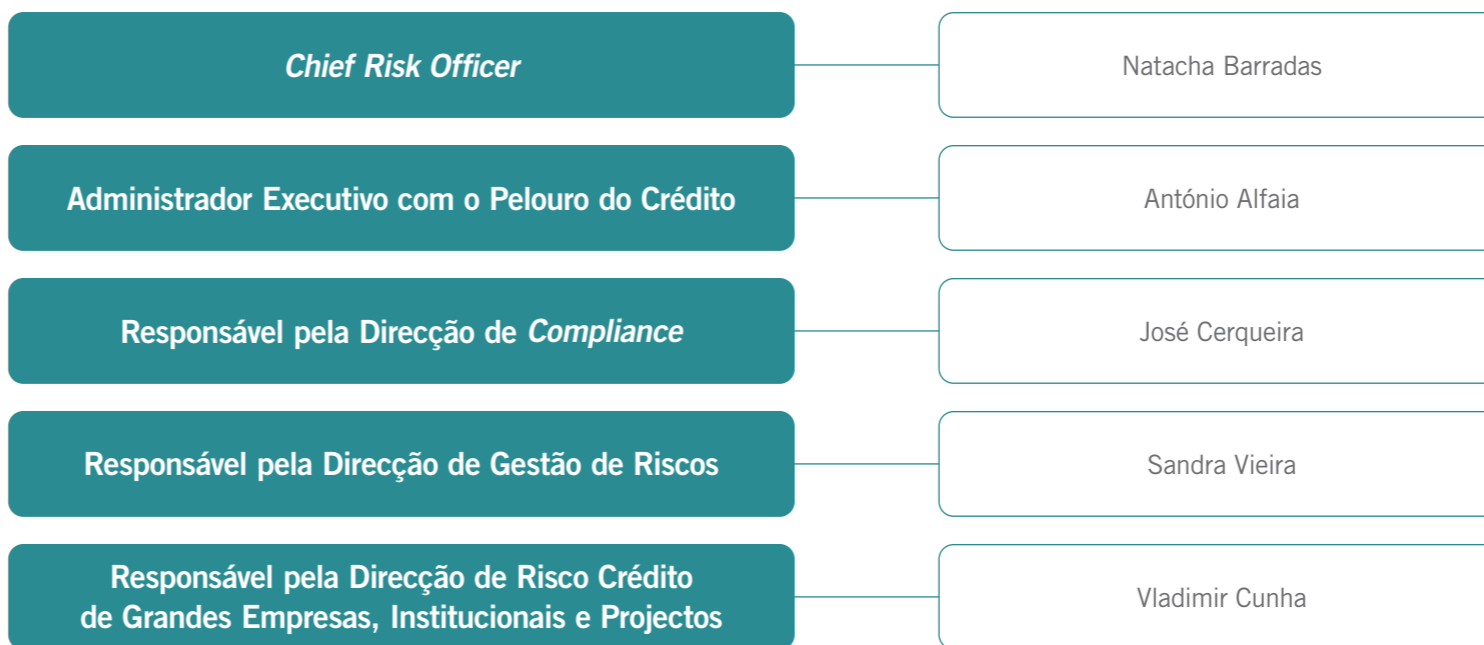 Chief Risk Officer
Natacha Barradas
Administrador Executivo com o Pelouro do Crédito
António Alfaia
Responsável pela Direcção de Compliance
José Cerqueira
Responsável pela Direcção de Gestão de Riscos
Sandra Vieira
Responsável pela Direcção de Risco Crédito
de Grandes Empresas, Institucionais e Projectos
Vladimir Cunha